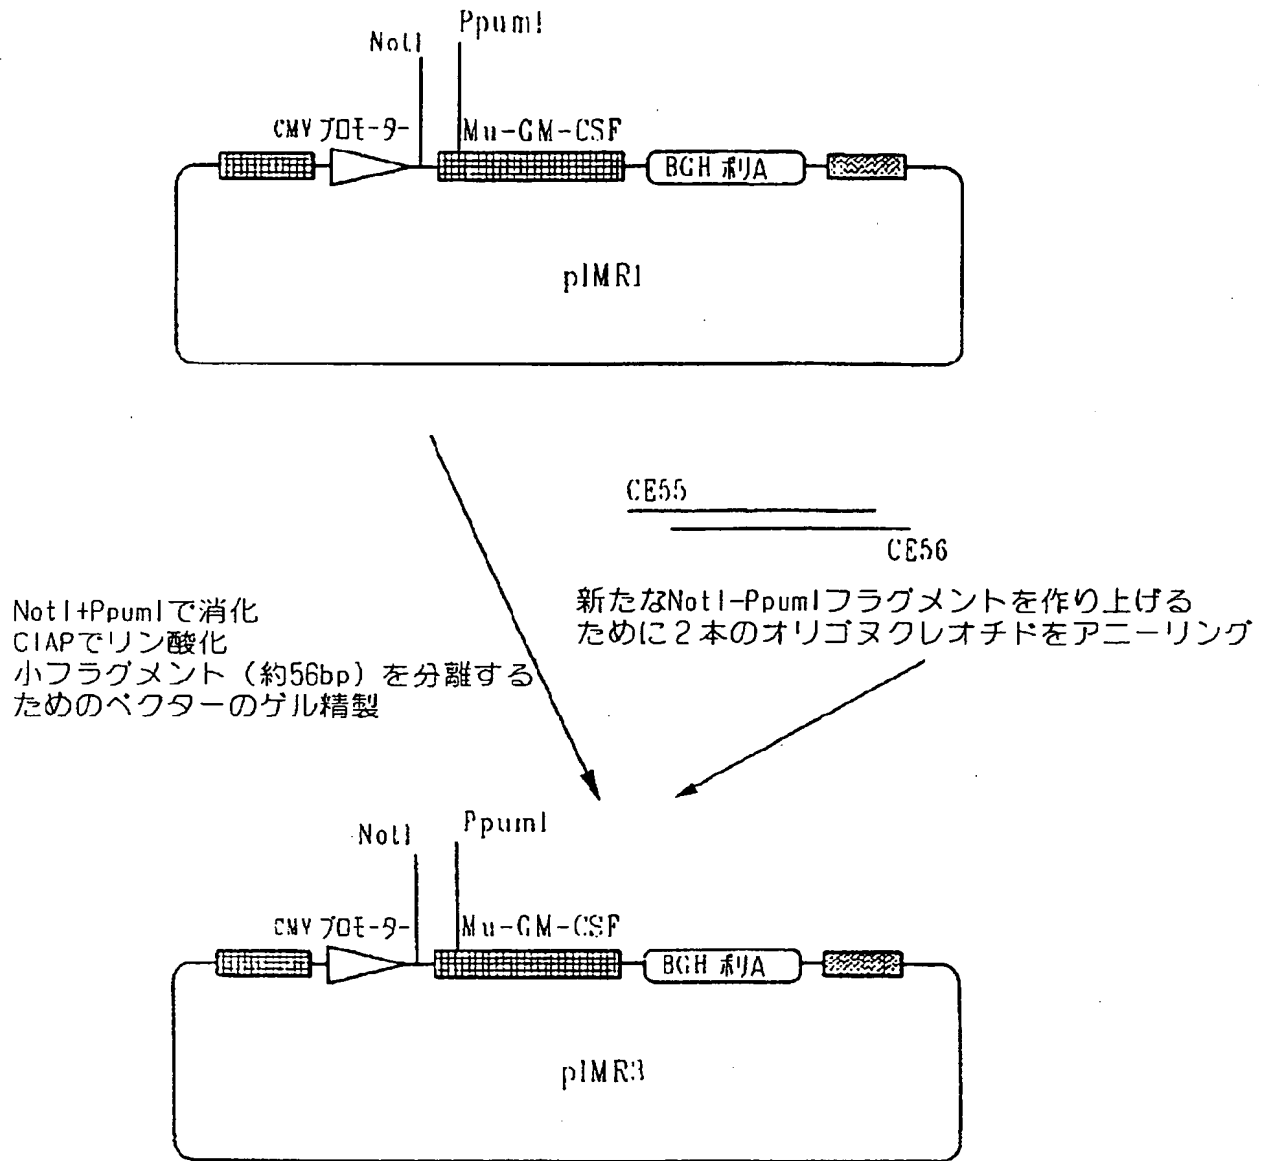 PpumI
NotI
CMV プロモーター
Mu-GM-CSF
BGH ポリA
pIMR1
CE55
CE56
NotI+PpumIで消化
CIAPでリン酸化
小フラグメント（約56bp）を分離する
ためのベクターのゲル精製
新たなNotI-PpumIフラグメントを作り上げる
ために2本のオリゴヌクレオチドをアニーリング
PpumI
NotI
CMV プロモーター
Mu-GM-CSF
BGH ポリA
pIMR3